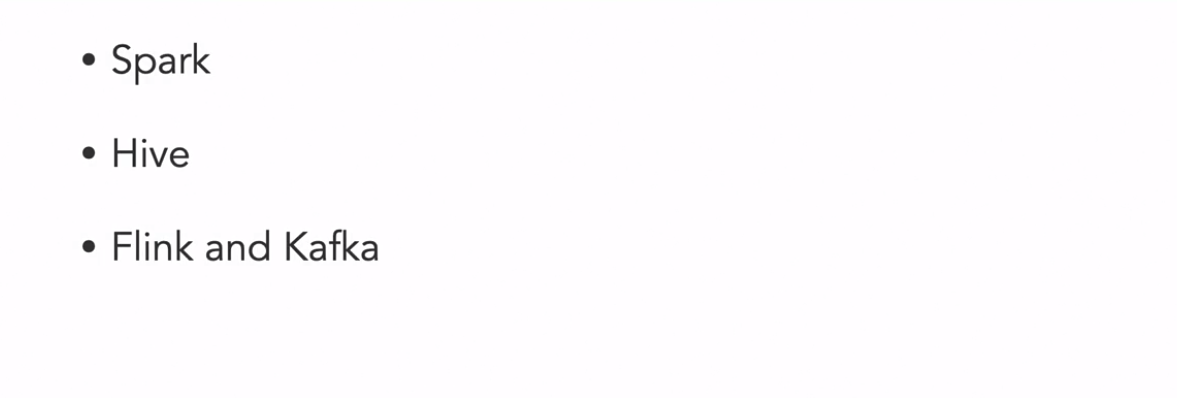 • Spark
• Hive
• Flink and Kafka